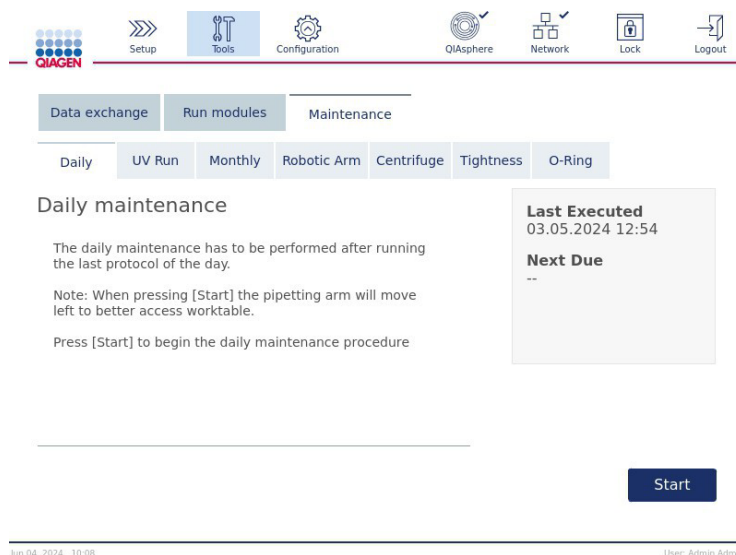 QIAGEN
Setup
Tools
Configuration
QIAsphere
Network
Lock
Logout
Data exchange
Run modules
Maintenance
Daily
UV Run
Monthly
Robotic Arm
Centrifuge
Tightness
O-Ring
Daily maintenance
The daily maintenance has to be performed after running
the last protocol of the day.
Note: When pressing [Start] the pipetting arm will move
left to better access worktable.
Press [Start] to begin the daily maintenance procedure
Last Executed
03.05.2024 12:54
Next Due
--
Start
Jun 04, 2024 10:08
User: Admin Adm